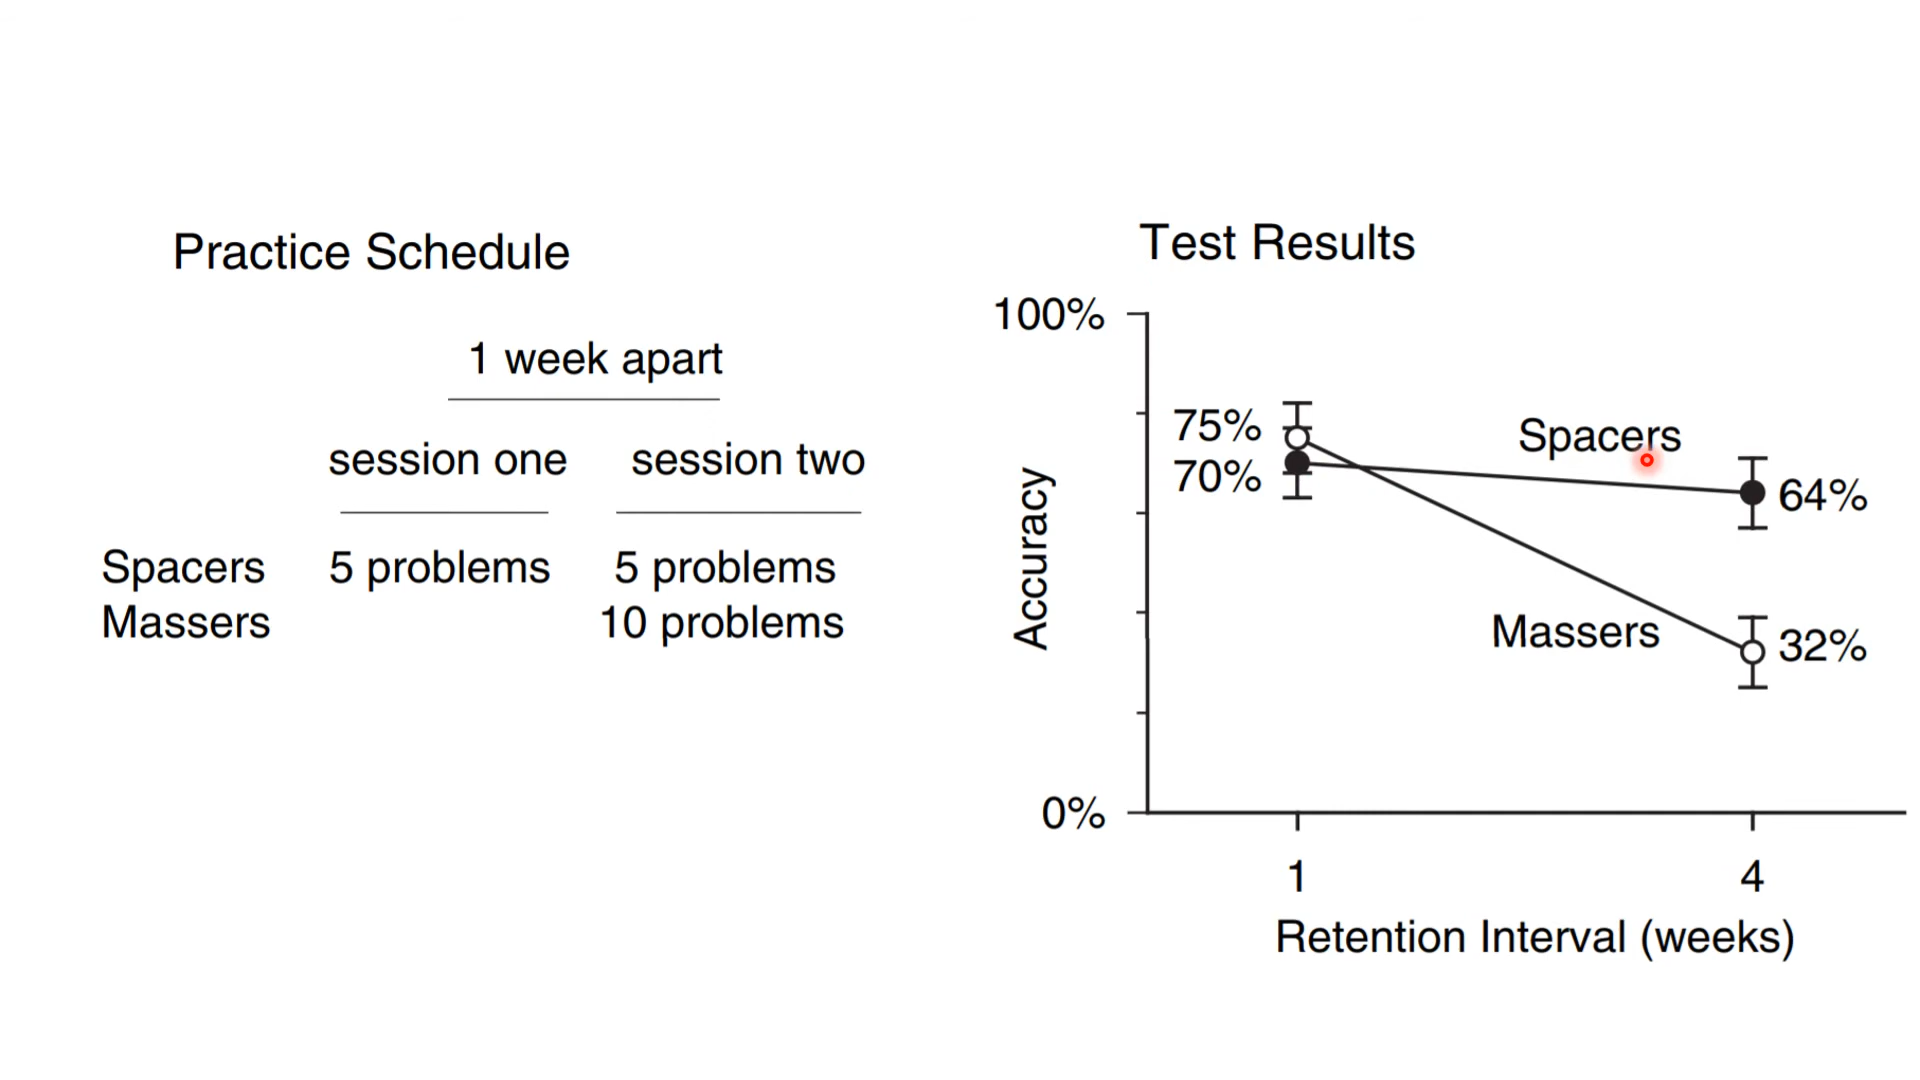 Practice Schedule
1 week apart
session one session two
Spacers 5 problems 5 problems
Massers 10 problems
Test Results
100%
75%
70%
Spacers
64%
Massers
32%
Accuracy
0%
1 4
Retention Interval (weeks)